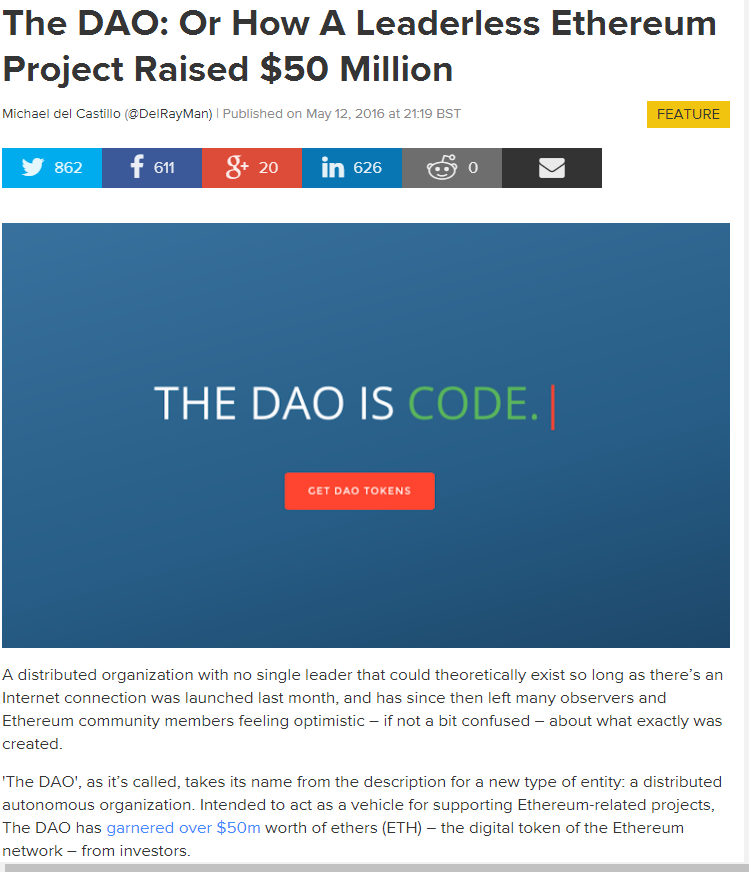 The DAO: Or How A Leaderless Ethereum
Project Raised $50 Million
Michael del Castillo (@DelRayMan) | Published on May 12, 2016 at 21:19 BST
FEATURE
862
611
20
626
0
THE DAO IS CODE.
GET DAO TOKENS
A distributed organization with no single leader that could theoretically exist so long as there’s an
Internet connection was launched last month, and has since then left many observers and
Ethereum community members feeling optimistic – if not a bit confused – about what exactly was
created.
'The DAO', as it’s called, takes its name from the description for a new type of entity: a distributed
autonomous organization. Intended to act as a vehicle for supporting Ethereum-related projects,
The DAO has garnered over $50m worth of ethers (ETH) – the digital token of the Ethereum
network – from investors.